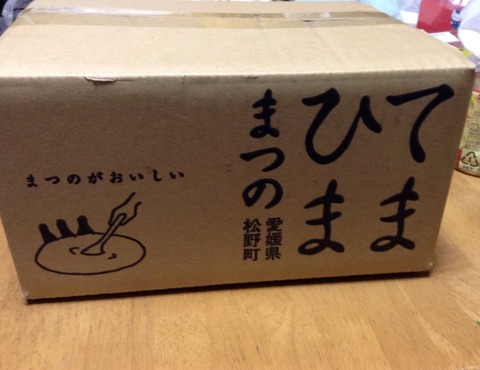 てまひま
まつの
愛媛県
松野町
まつのがおいしい